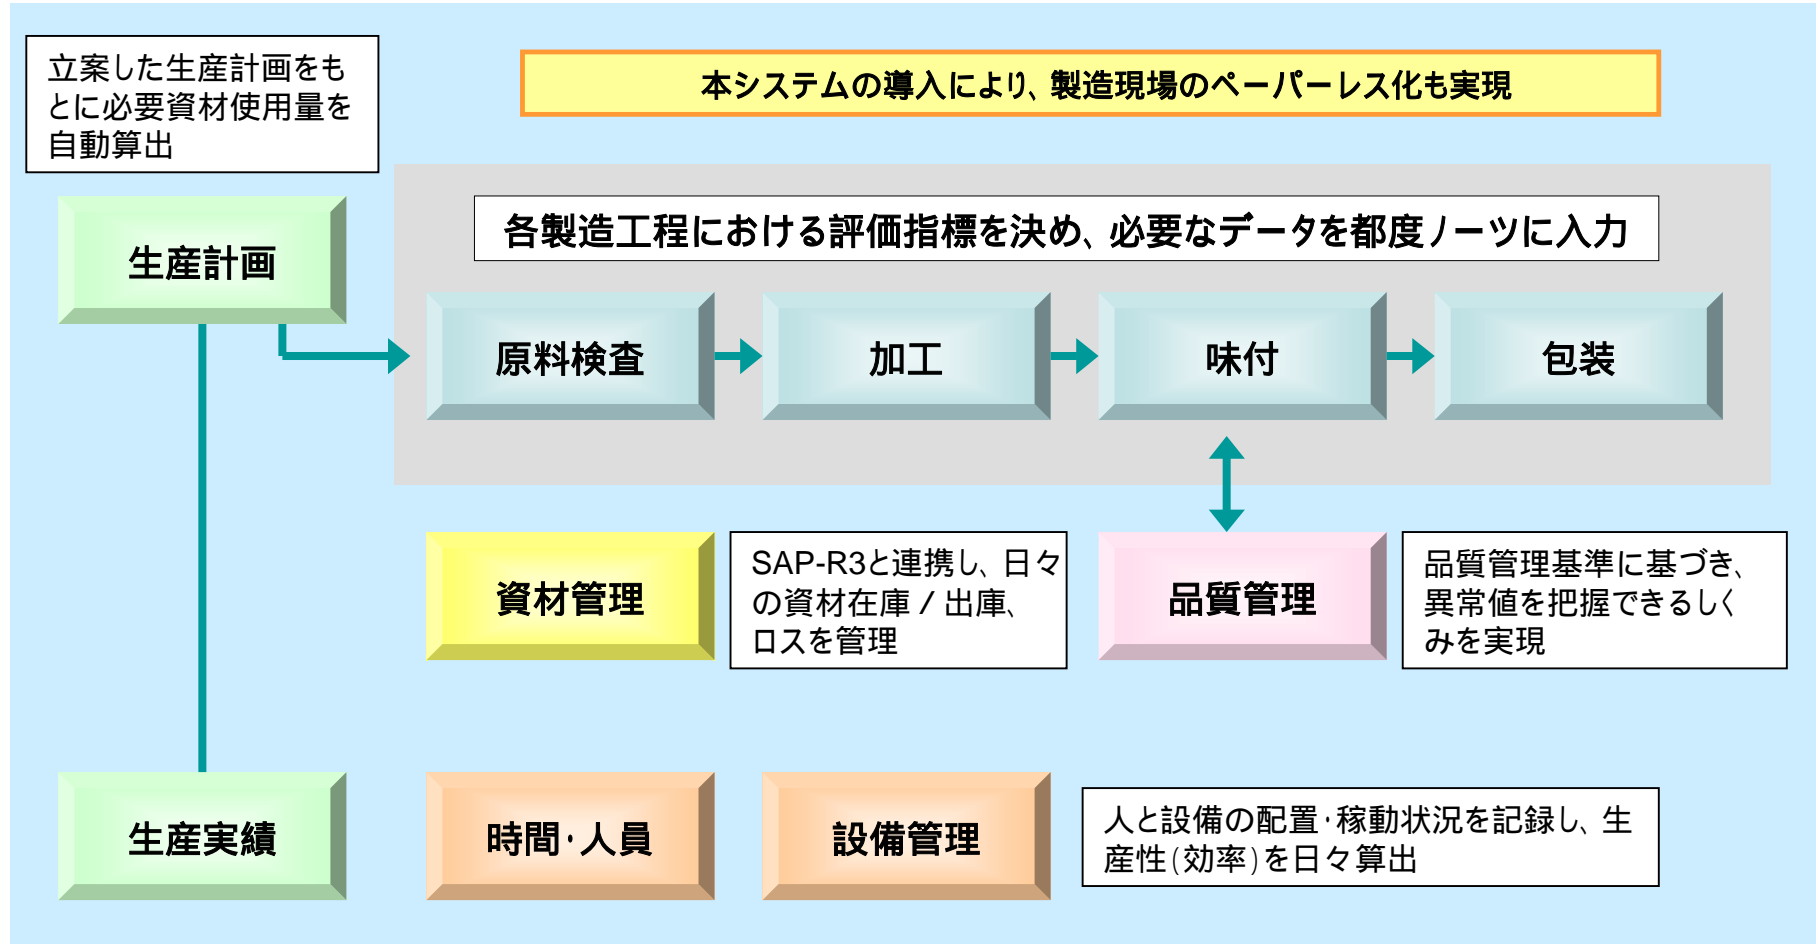 立案した生産計画をも
とに必要資材使用量を
自動算出
本システムの導入により、製造現場のペーパーレス化も実現
生産計画
各製造工程における評価指標を決め、必要なデータを都度ノーツに入力
原料検査
加工
味付
包装
資材管理
SAP-R3と連携し、日々
の資材在庫／出庫、
ロスを管理
品質管理
品質管理基準に基づき、
異常値を把握できるしく
みを実現
生産実績
時間・人員
設備管理
人と設備の配置・稼動状況を記録し、生
産性(効率)を日々算出